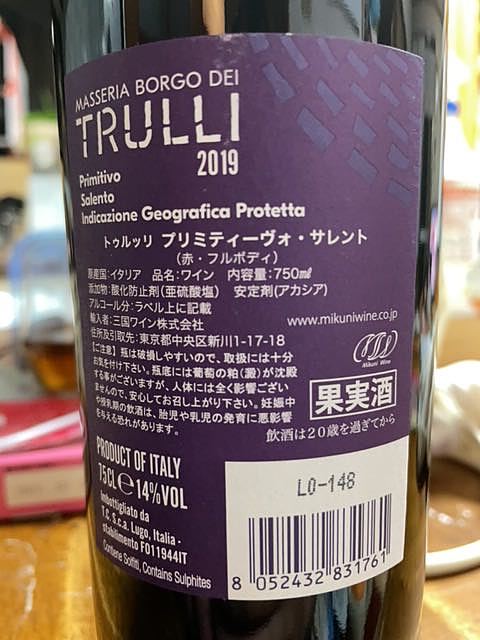 MASSERIA BORGO DEI
TRULLI
2019
Primitivo
Salento
Indicazione Geografica Protetta
トゥルッリ プリミティーヴォ・サレント
(赤・フルボディ)
原産国:イタリア 品名:ワイン 内容量:750㎖
添加物:酸化防止剤(亜硫酸塩) 安定剤(アカシア)
アルコール分:ラベル上に記載
輸入者:三国ワイン株式会社
www.mikuniwine.co.jp
住所及引取先:東京都中央区新川1-17-18
【ご注意】瓶は破損しやすいので、取扱には十分
お気を付け下さい。瓶底には葡萄の粕(澱)が沈殿
する事がございますが、人体には全く影響ござい
ませんので、安心してお召し上がり下さい。妊娠中
や授乳期の飲酒は、胎児や乳児の発育に悪影響
を与える恐れがあります。
Mikuni Wine
果実酒
飲酒は20歳を過ぎてから
PRODUCT OF ITALY
75CL ℮ 14%VOL
Imbottigliato da
T.C. S.c.a. Lugo, Italia -
stabilimento FO11944IT
Contiene Solfiti, Contains Sulphites
LO-148
8 052432 831761